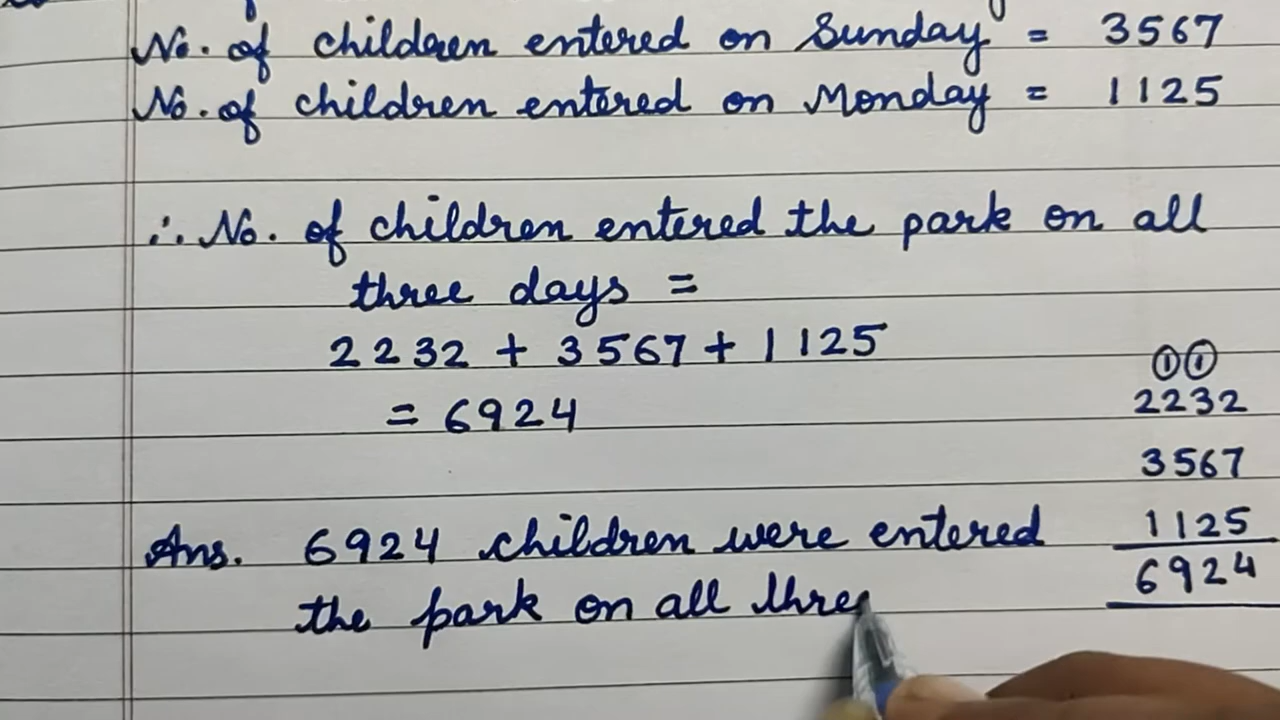 No. of children entered on Sunday = 3567
No. of children entered on Monday = 1125
∴ No. of children entered the park on all
three days =
2232 + 3567 + 1125
= 6924
① ①
2232
3567
1125
6924
Ans. 6924 children were entered
the park on all thre